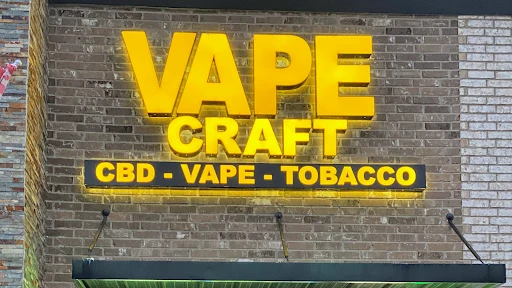 VAPE
CRAFT
CBD - VAPE - TOBACCO